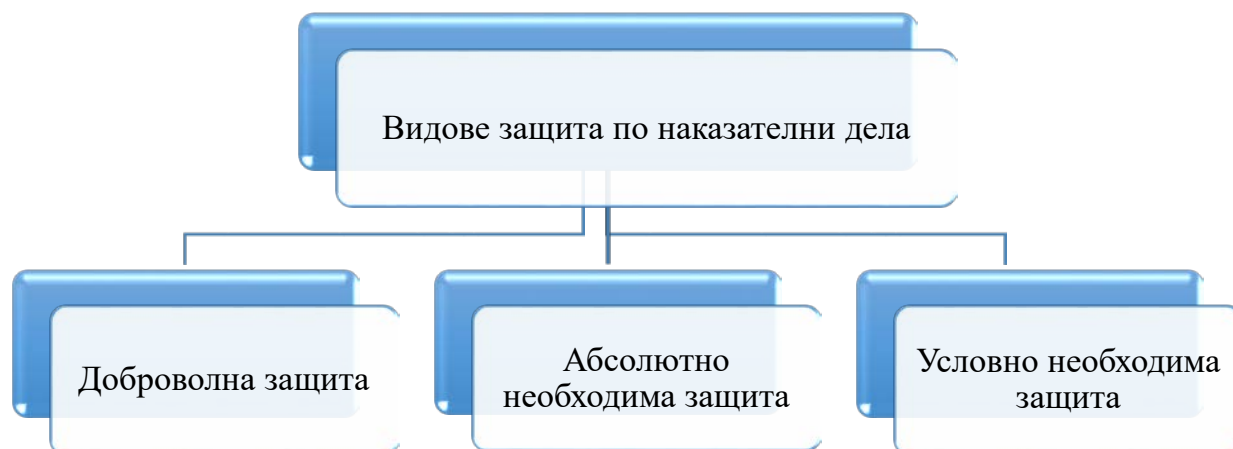 Видове защита по наказателни дела
Доброволна защита
Абсолютно
необходима защита
Условно необходима
защита